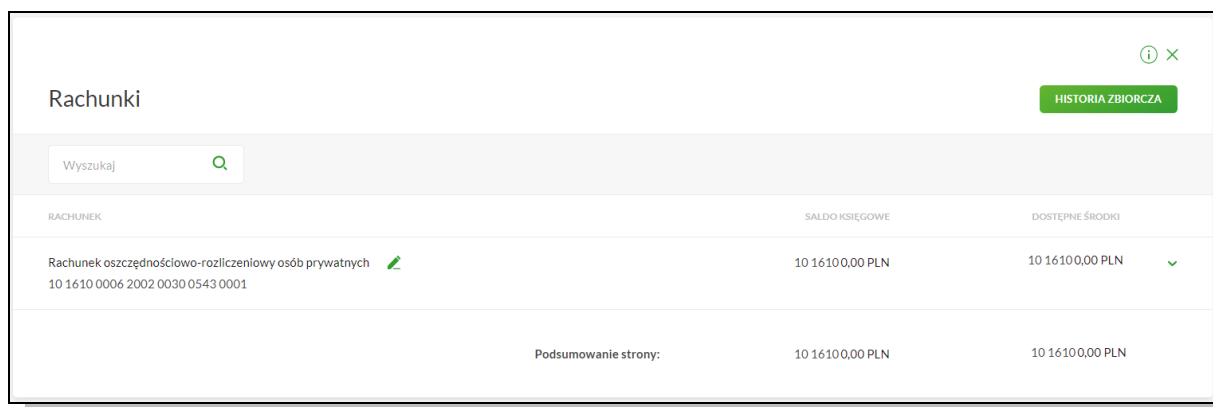 Rachunki
HISTORIA ZBIORCZA
Wyszukaj
RACHUNEK SALDO KSIĘGOWE DOSTĘPNE ŚRODKI
Rachunek oszczędnościowo-rozliczeniowy osób prywatnych 10 1610 0,00 PLN 10 1610 0,00 PLN
10 1610 0006 2002 0030 0543 0001
Podsumowanie strony: 10 1610 0,00 PLN 10 1610 0,00 PLN